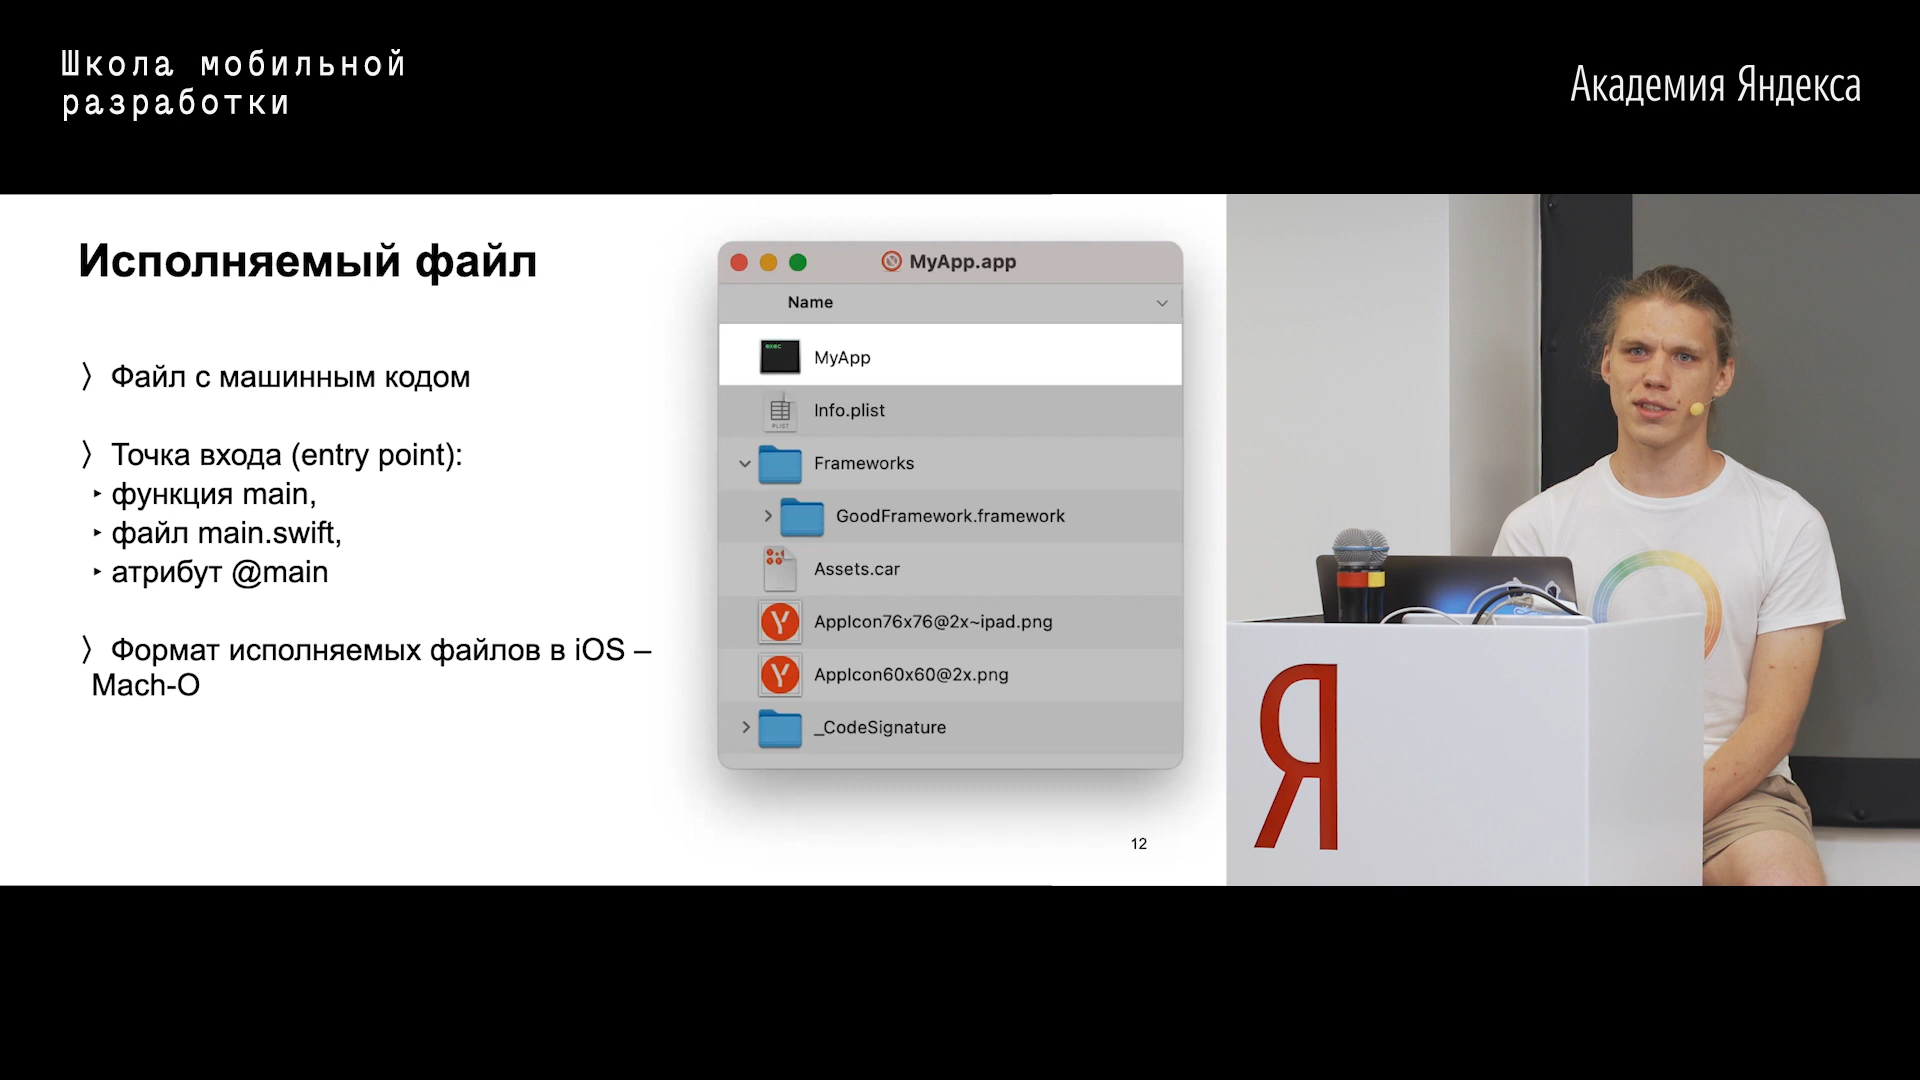 Школа мобильной
разработки
Академия Яндекса
Исполняемый файл
〉 Файл с машинным кодом
〉 Точка входа (entry point):
‣ функция main,
‣ файл main.swift,
‣ атрибут @main
〉 Формат исполняемых файлов в iOS –
Mach-O
MyApp.app
Name
exec
MyApp
PLIST
Info.plist
Frameworks
GoodFramework.framework
Assets.car
Y
AppIcon76x76@2x~ipad.png
Y
AppIcon60x60@2x.png
_CodeSignature
12
Я